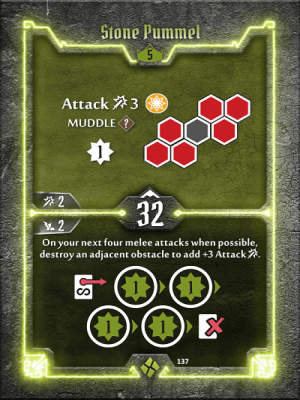 Stone Pummel
5
Attack 3
MUDDLE ?
1
2
32
2
On your next four melee attacks when possible,
destroy an adjacent obstacle to add +3 Attack.
S
1 1
1 1
137